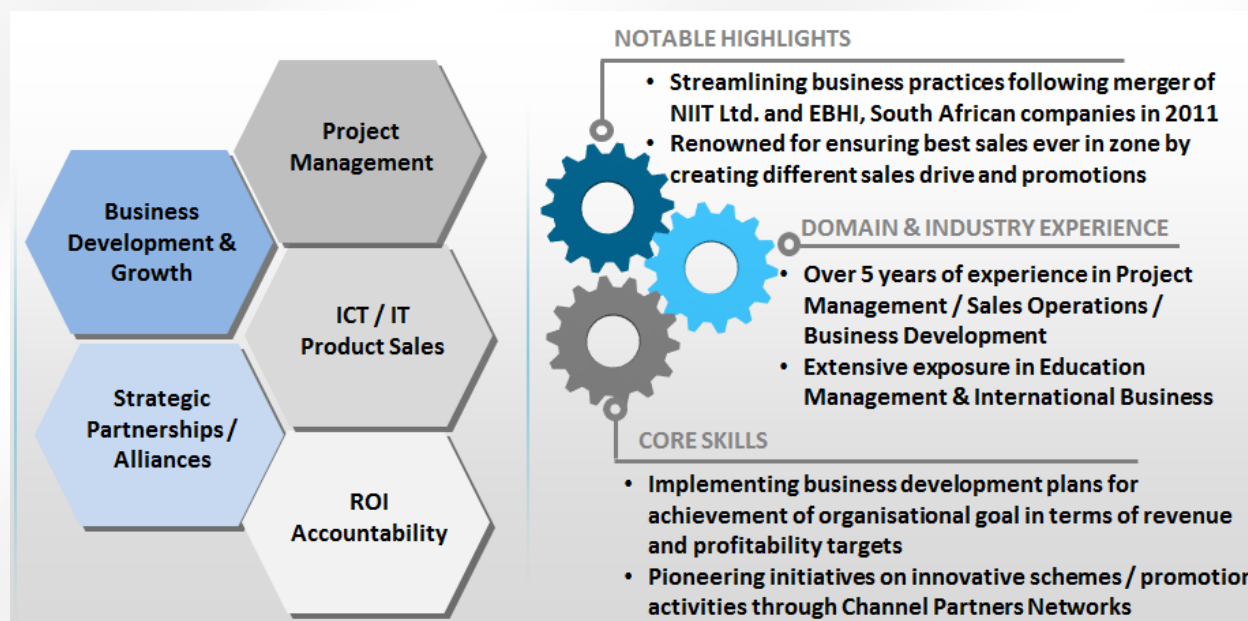 Project
Management
Business
Development &
Growth
ICT / IT
Product Sales
Strategic
Partnerships /
Alliances
ROI
Accountability
NOTABLE HIGHLIGHTS
• Streamlining business practices following merger of
NIIT Ltd. and EBHI, South African companies in 2011
• Renowned for ensuring best sales ever in zone by
creating different sales drive and promotions
DOMAIN & INDUSTRY EXPERIENCE
• Over 5 years of experience in Project
Management / Sales Operations /
Business Development
• Extensive exposure in Education
Management & International Business
CORE SKILLS
• Implementing business development plans for
achievement of organisational goal in terms of revenue
and profitability targets
• Pioneering initiatives on innovative schemes / promotion
activities through Channel Partners Networks